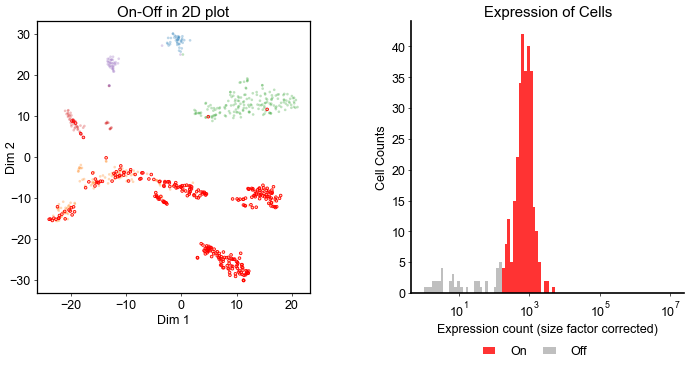 On-Off in 2D plot
30
20
10
0
−10
−20
−30
Dim 2
−20 −10 0 10 20
Dim 1
Expression of Cells
40
35
30
25
20
15
10
5
0
Cell Counts
10^1 10^3 10^5 10^7
Expression count (size factor corrected)
On Off